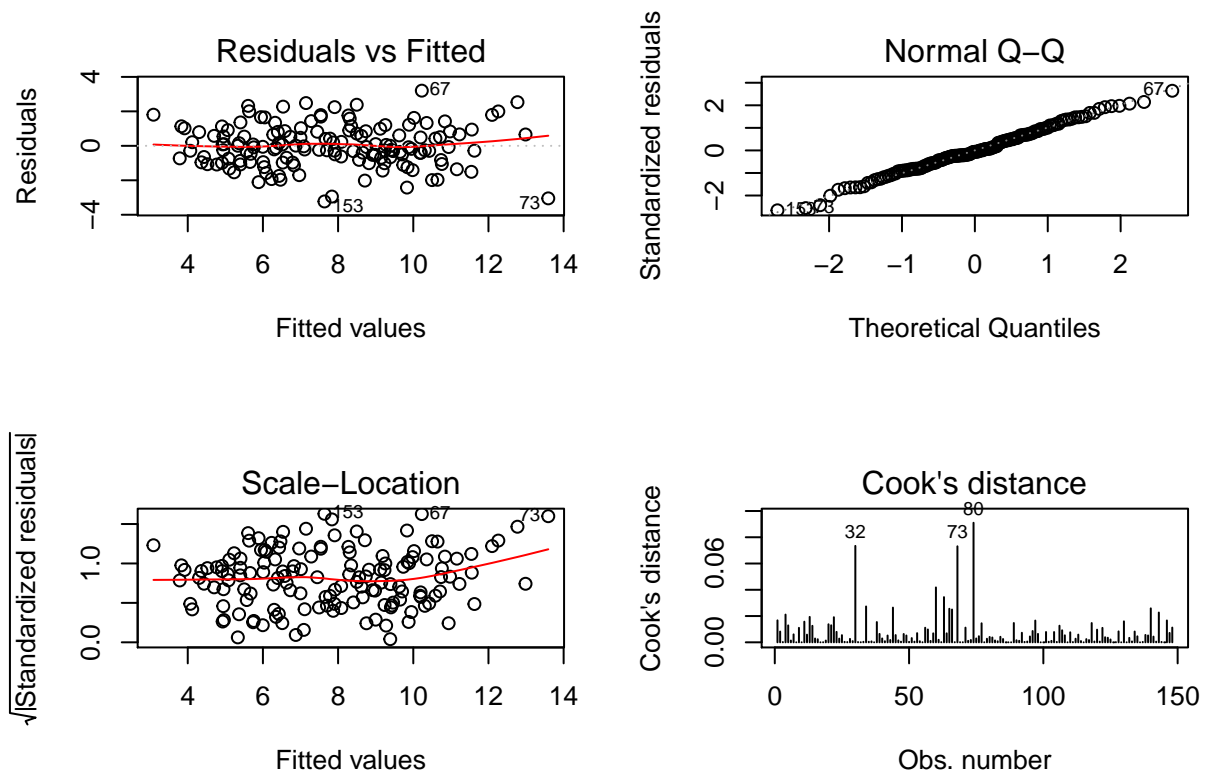 Residuals vs Fitted
Residuals
4
0
−4
67
153
73
4 6 8 10 12 14
Fitted values
Normal Q−Q
Standardized residuals
2
0
−2
67
−2 −1 0 1 2
Theoretical Quantiles
Scale−Location
√|Standardized residuals|
1.0
0.0
153
67
73
4 6 8 10 12 14
Fitted values
Cook's distance
Cook's distance
0.06
0.00
80
32
73
0 50 100 150
Obs. number